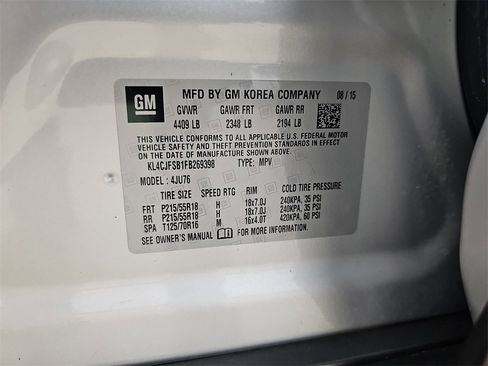 GM
MFD BY GM KOREA COMPANY 08 / 15
GVWR GAWR FRT GAWR RR
4409 LB 2348 LB 2194 LB
THIS VEHICLE CONFORMS TO ALL APPLICABLE U.S. FEDERAL MOTOR
VEHICLE SAFETY AND THEFT PREVENTION STANDARDS IN EFFECT ON
THE DATE OF MANUFACTURE SHOWN ABOVE.
KL4CJFSB1FB269398 TYPE: MPV
MODEL : 4JU76
TIRE SIZE SPEED RTG RIM COLD TIRE PRESSURE
FRT P215/55R18 H 18x7.0J 240KPA, 35 PSI
RR P215/55R18 H 18x7.0J 240KPA, 35 PSI
SPA T125/70R16 M 16x4.0T 420KPA, 60 PSI
SEE OWNER'S MANUAL FOR MORE INFORMATION.